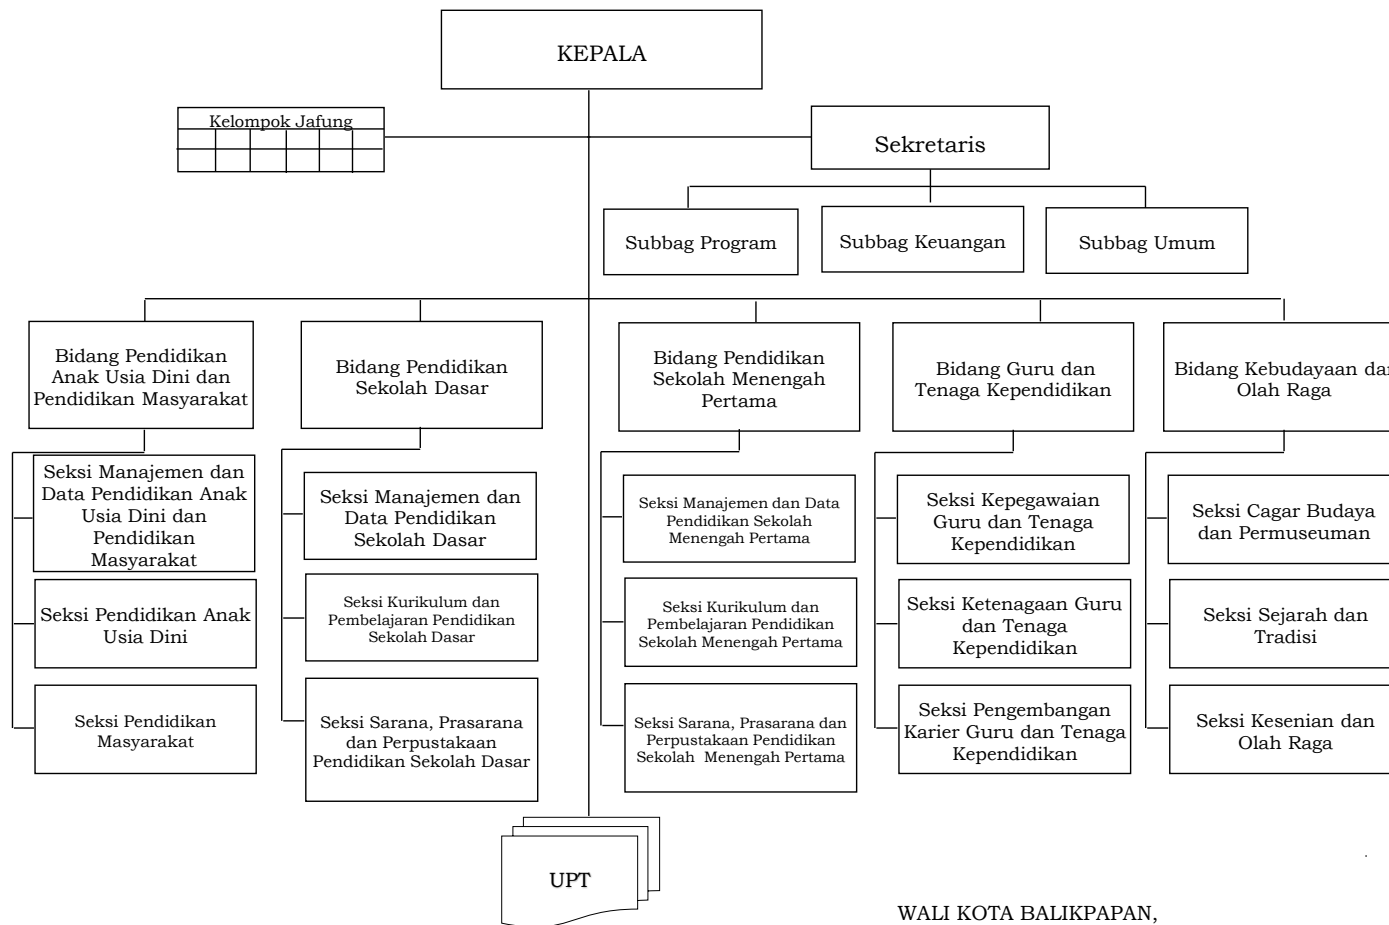 KEPALA
Kelompok Jafung
Sekretaris
Subbag Program
Subbag Keuangan
Subbag Umum
Bidang Pendidikan
Anak Usia Dini dan
Pendidikan Masyarakat
Bidang Pendidikan
Sekolah Dasar
Bidang Pendidikan
Sekolah Menengah
Pertama
Bidang Guru dan
Tenaga Kependidikan
Bidang Kebudayaan dan
Olah Raga
Seksi Manajemen dan
Data Pendidikan Anak
Usia Dini dan
Pendidikan
Masyarakat
Seksi Pendidikan Anak
Usia Dini
Seksi Pendidikan
Masyarakat
Seksi Manajemen dan
Data Pendidikan
Sekolah Dasar
Seksi Kurikulum dan
Pembelajaran Pendidikan
Sekolah Dasar
Seksi Sarana, Prasarana
dan Perpustakaan
Pendidikan Sekolah Dasar
Seksi Manajemen dan Data
Pendidikan Sekolah
Menengah Pertama
Seksi Kurikulum dan
Pembelajaran Pendidikan
Sekolah Menengah Pertama
Seksi Sarana, Prasarana dan
Perpustakaan Pendidikan
Sekolah Menengah Pertama
Seksi Kepegawaian
Guru dan Tenaga
Kependidikan
Seksi Ketenagaan Guru
dan Tenaga
Kependidikan
Seksi Pengembangan
Karier Guru dan Tenaga
Kependidikan
Seksi Cagar Budaya
dan Permuseuman
Seksi Sejarah dan
Tradisi
Seksi Kesenian dan
Olah Raga
UPT
WALI KOTA BALIKPAPAN,